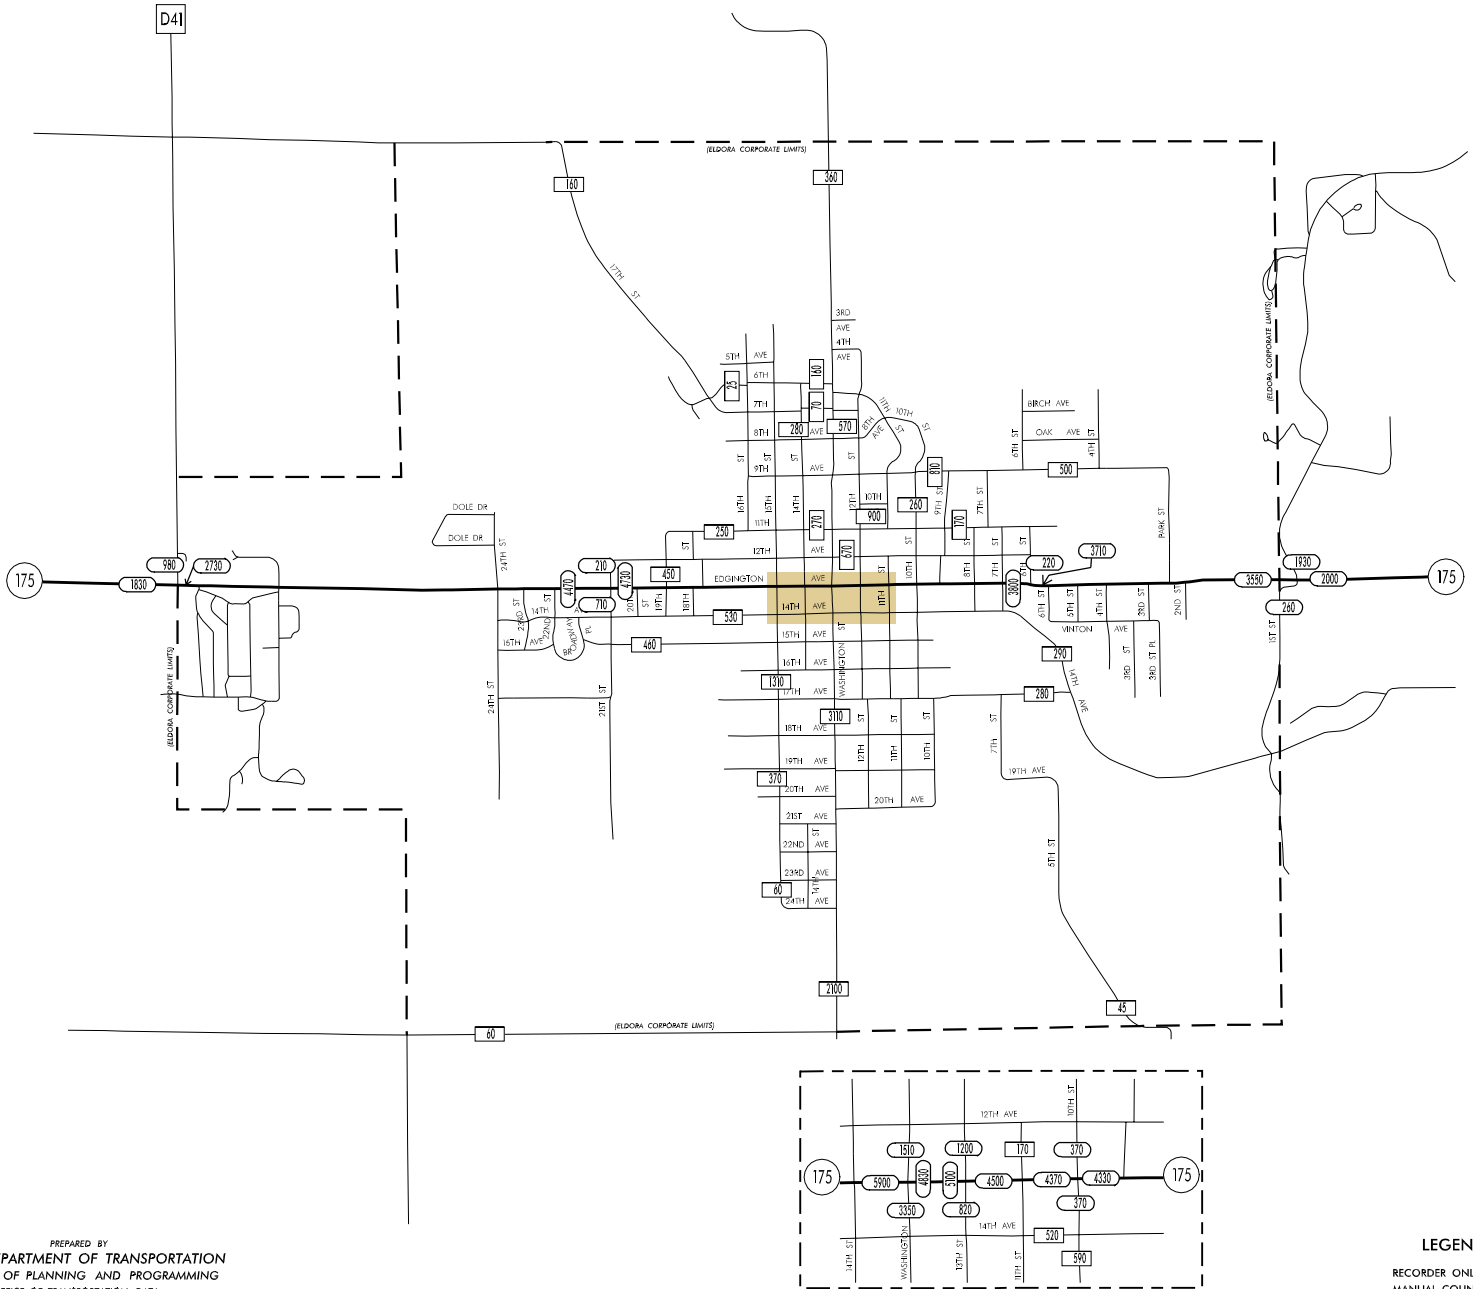 D41
(ELDORA CORPORATE LIMITS)
160
360
17TH ST
(ELDORA CORPORATE LIMITS)
3RD
AVE
4TH
AVE
5TH AVE
6TH
160
25
7TH
70
11TH ST
10TH ST
8TH AVE
280
570
8TH AVE
BIRCH AVE
OAK AVE
6TH ST
4TH ST
9TH AVE
ST
ST
ST
ST
810
500
16TH
15TH
14TH
12TH
10TH
260
9TH ST
7TH ST
PARK ST
DOLE DR
DOLE DR
24TH ST
250
11TH
270
900
170
12TH AVE
670
ST
ST
10TH
8TH ST
7TH ST
6TH ST
220
3710
980
2730
175
1830
4470
210
4730
450
EDGINGTON AVE
3800
1930
3550
2000
175
260
710
20TH ST
19TH
18TH
14TH AVE
11TH
530
23RD ST
14TH
22ND ST
16TH AVE
BROADWAY
PL
460
15TH AVE
ST
6TH ST
5TH ST
4TH ST
3RD ST
2ND ST
1ST ST
VINTON AVE
3RD ST
3RD ST PL
290
14TH AVE
16TH AVE
WASHINGTON
1310
17TH AVE
280
24TH ST
21ST ST
(ELDORA CORPORATE LIMITS)
3110
18TH AVE
ST
ST
ST
12TH
11TH
10TH
7TH ST
19TH AVE
19TH AVE
370
20TH AVE
20TH AVE
21ST AVE
ST
22ND AVE
5TH ST
23RD AVE
14TH
60
24TH AVE
2100
45
60
(ELDORA CORPORATE LIMITS)
10TH ST
12TH AVE
1510
1200
170
370
175
5900
4830
5100
4500
4370
4330
175
3350
820
370
14TH AVE
520
590
14TH ST
WASHINGTON
13TH ST
11TH ST
PREPARED BY
PARTMENT OF TRANSPORTATION
OF PLANNING AND PROGRAMMING
LEGEN
RECORDER ONL